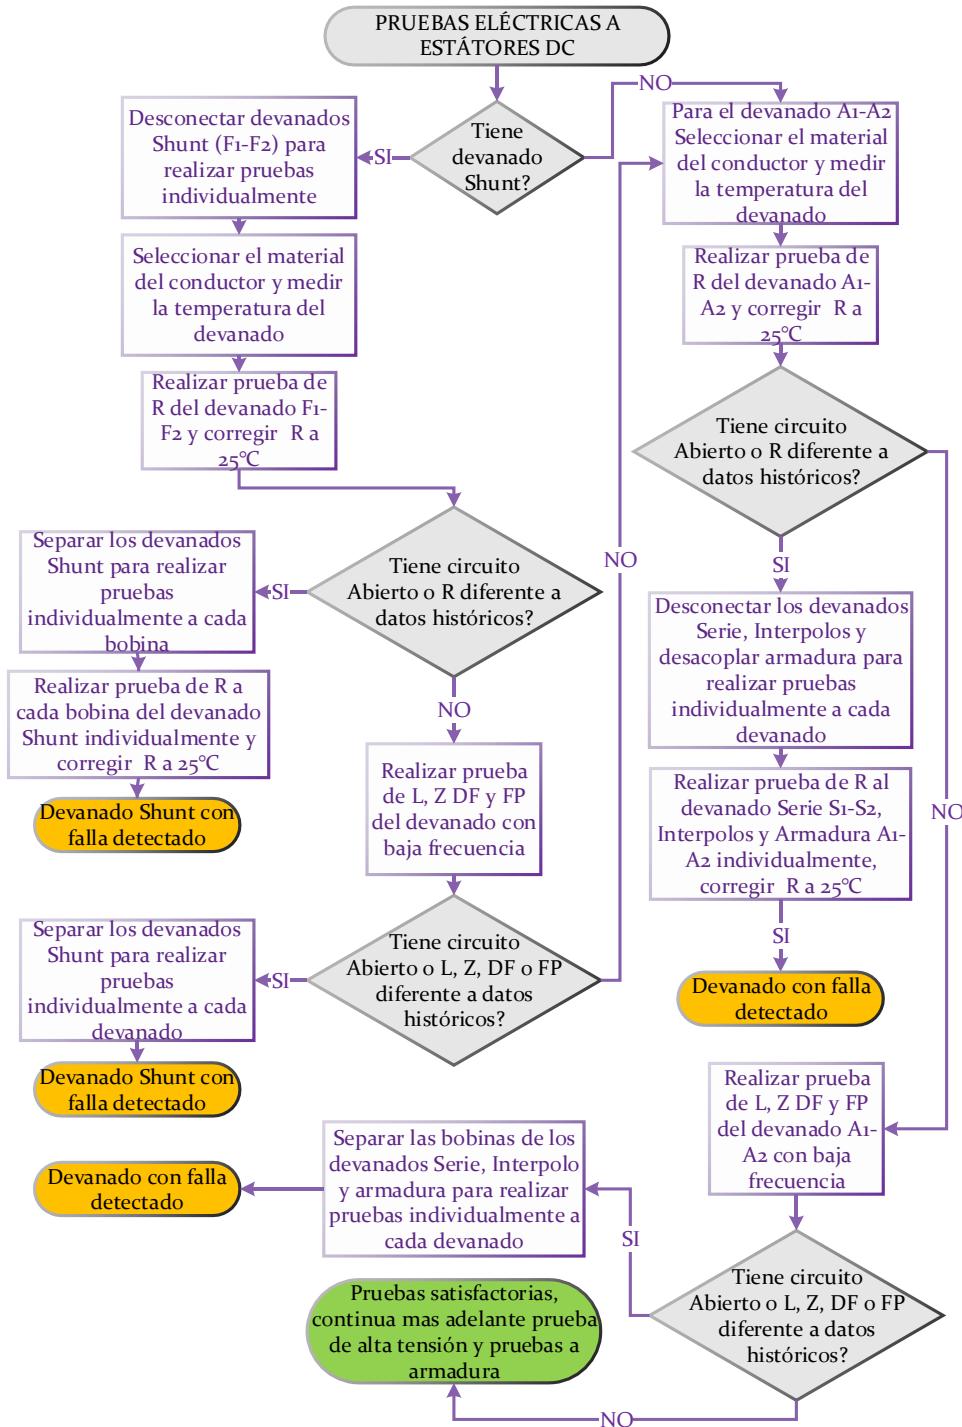 PRUEBAS ELÉCTRICAS A
ESTÁTORES DC
Tiene
devanado
Shunt?
SI
NO
Desconectar devanados
Shunt (F1-F2) para
realizar pruebas
individualmente
Seleccionar el material
del conductor y medir
la temperatura del
devanado
Realizar prueba de
R del devanado F1-
F2 y corregir R a
25°C
Tiene circuito
Abierto o R diferente a
datos históricos?
SI
Separar los devanados
Shunt para realizar
pruebas
individualmente a cada
bobina
Realizar prueba de R a
cada bobina del devanado
Shunt individualmente y
corregir R a 25°C
Devanado Shunt con
falla detectado
NO
Realizar prueba
de L, Z DF y FP
del devanado con
baja frecuencia
Tiene circuito
Abierto o L, Z, DF o FP
diferente a datos
históricos?
SI
Separar los devanados
Shunt para realizar
pruebas
individualmente a cada
devanado
Devanado Shunt con
falla detectado
NO
Para el devanado A1-A2
Seleccionar el material
del conductor y medir
la temperatura del
devanado
Realizar prueba de
R del devanado A1-
A2 y corregir R a
25°C
Tiene circuito
Abierto o R diferente a
datos históricos?
SI
Desconectar los devanados
Serie, Interpolos y
desacoplar armadura para
realizar pruebas
individualmente a cada
devanado
Realizar prueba de R al
devanado Serie S1-S2,
Interpolos y Armadura A1-
A2 individualmente,
corregir R a 25°C
SI
Devanado con falla
detectado
NO
Realizar prueba
de L, Z DF y FP
del devanado A1-
A2 con baja
frecuencia
Tiene circuito
Abierto o L, Z, DF o FP
diferente a datos
históricos?
SI
Separar las bobinas de los
devanados Serie, Interpolo
y armadura para realizar
pruebas individualmente a
cada devanado
Devanado con falla
detectado
NO
Pruebas satisfactorias,
continua mas adelante prueba
de alta tensión y pruebas a
armadura